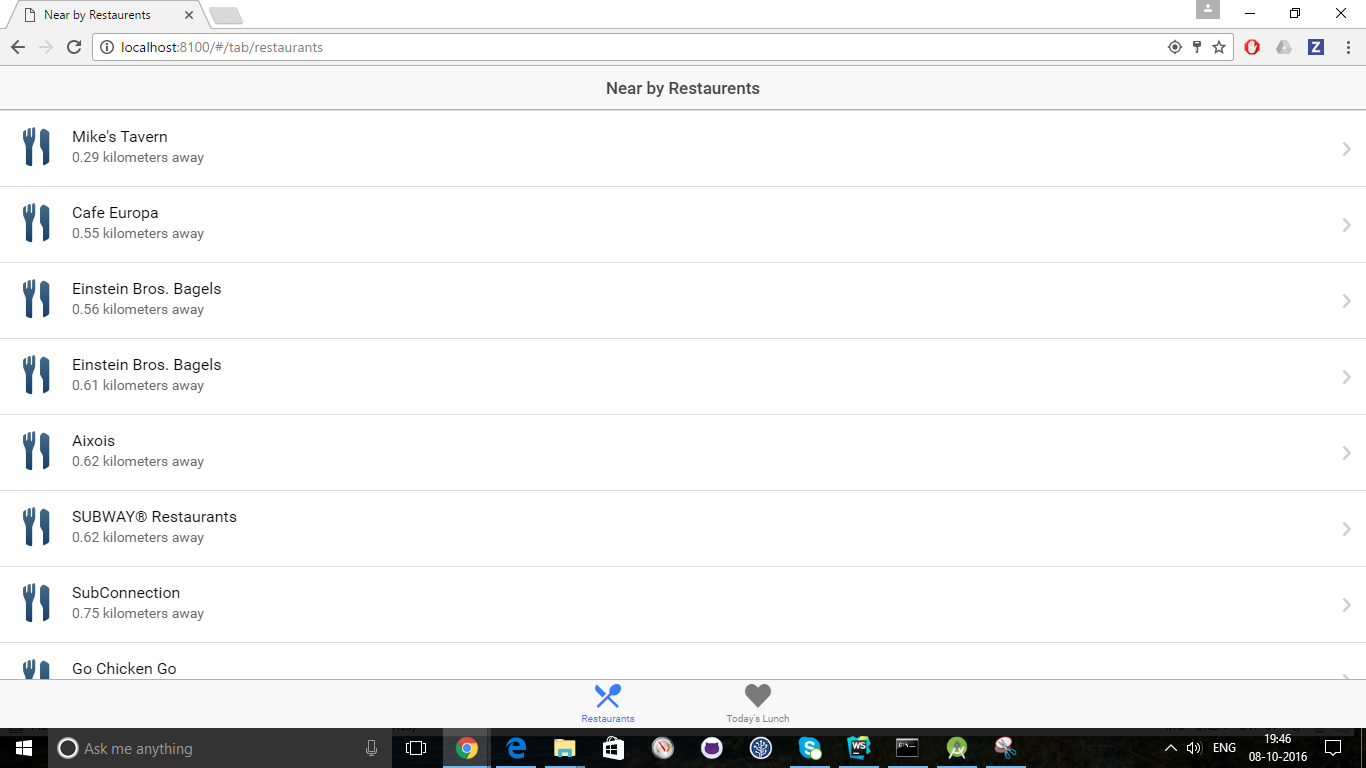 Near by Restaurents
localhost:8100/#/tab/restaurants
Z
Near by Restaurents
Mike's Tavern
0.29 kilometers away
Cafe Europa
0.55 kilometers away
Einstein Bros. Bagels
0.56 kilometers away
Einstein Bros. Bagels
0.61 kilometers away
Aixois
0.62 kilometers away
SUBWAY® Restaurants
0.62 kilometers away
SubConnection
0.75 kilometers away
Go Chicken Go
Restaurants
Today's Lunch
Ask me anything
WS
ENG
19:46
08-10-2016